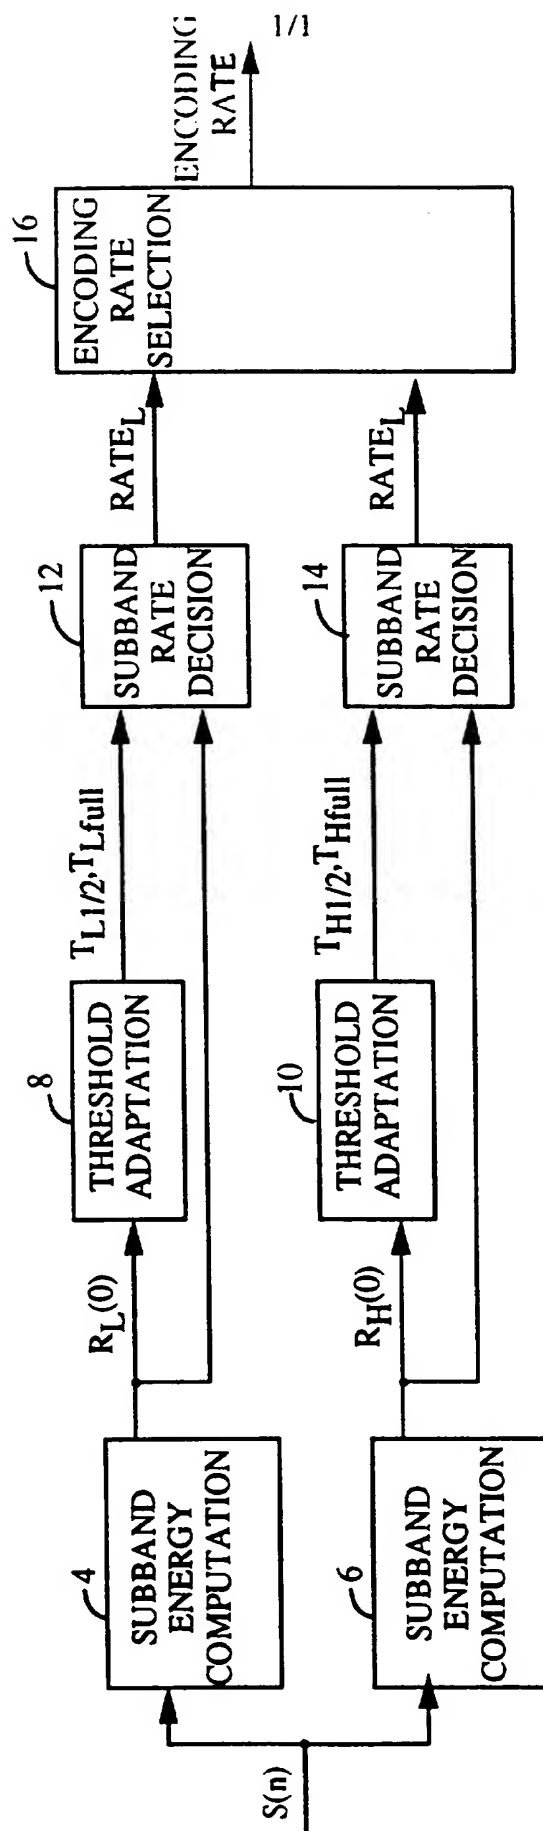 1/1
S(n)
4
SUBBAND
ENERGY
COMPUTATION
R_L(0)
8
THRESHOLD
ADAPTATION
T_L1/2,T_Lfull
12
SUBBAND
RATE
DECISION
RATE_L
16
ENCODING
RATE
SELECTION
ENCODING
RATE
6
SUBBAND
ENERGY
COMPUTATION
R_H(0)
10
THRESHOLD
ADAPTATION
T_H1/2,T_Hfull
14
SUBBAND
RATE
DECISION
RATE_L